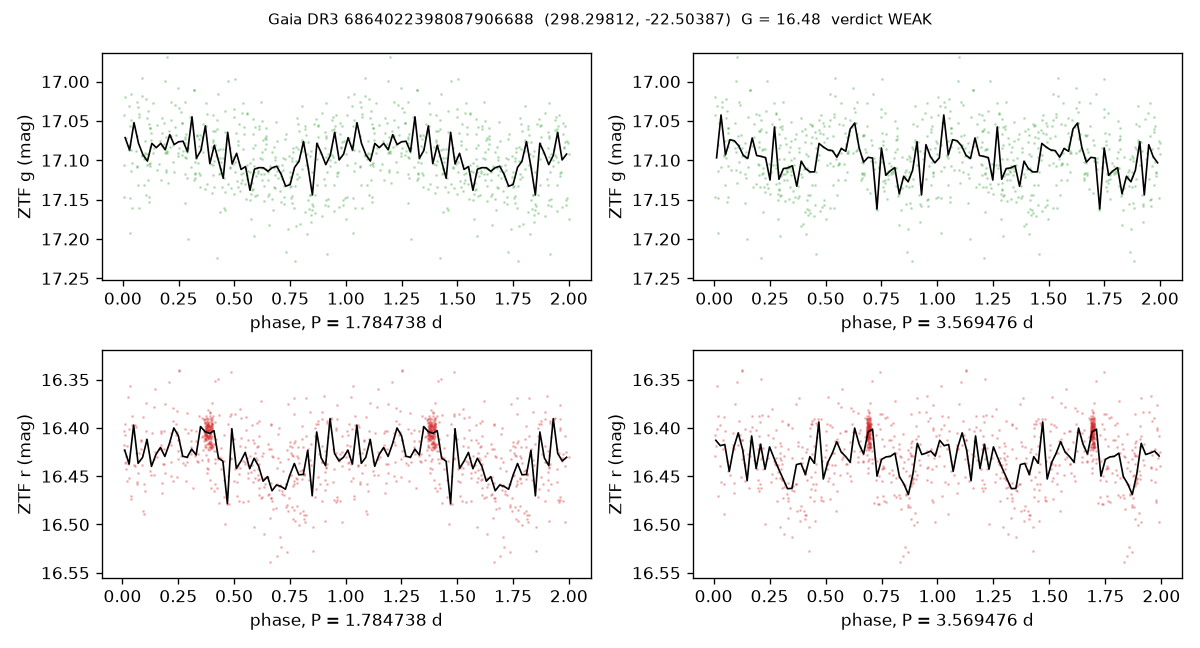 Gaia DR3 6864022398087906688  (298.29812, -22.50387)  G = 16.48  verdict WEAK
ZTF g (mag)
17.00
17.05
17.10
17.15
17.20
17.25
0.00 0.25 0.50 0.75 1.00 1.25 1.50 1.75 2.00
phase, P = 1.784738 d
ZTF g (mag)
17.00
17.05
17.10
17.15
17.20
17.25
0.00 0.25 0.50 0.75 1.00 1.25 1.50 1.75 2.00
phase, P = 3.569476 d
ZTF r (mag)
16.35
16.40
16.45
16.50
16.55
0.00 0.25 0.50 0.75 1.00 1.25 1.50 1.75 2.00
phase, P = 1.784738 d
ZTF r (mag)
16.35
16.40
16.45
16.50
16.55
0.00 0.25 0.50 0.75 1.00 1.25 1.50 1.75 2.00
phase, P = 3.569476 d